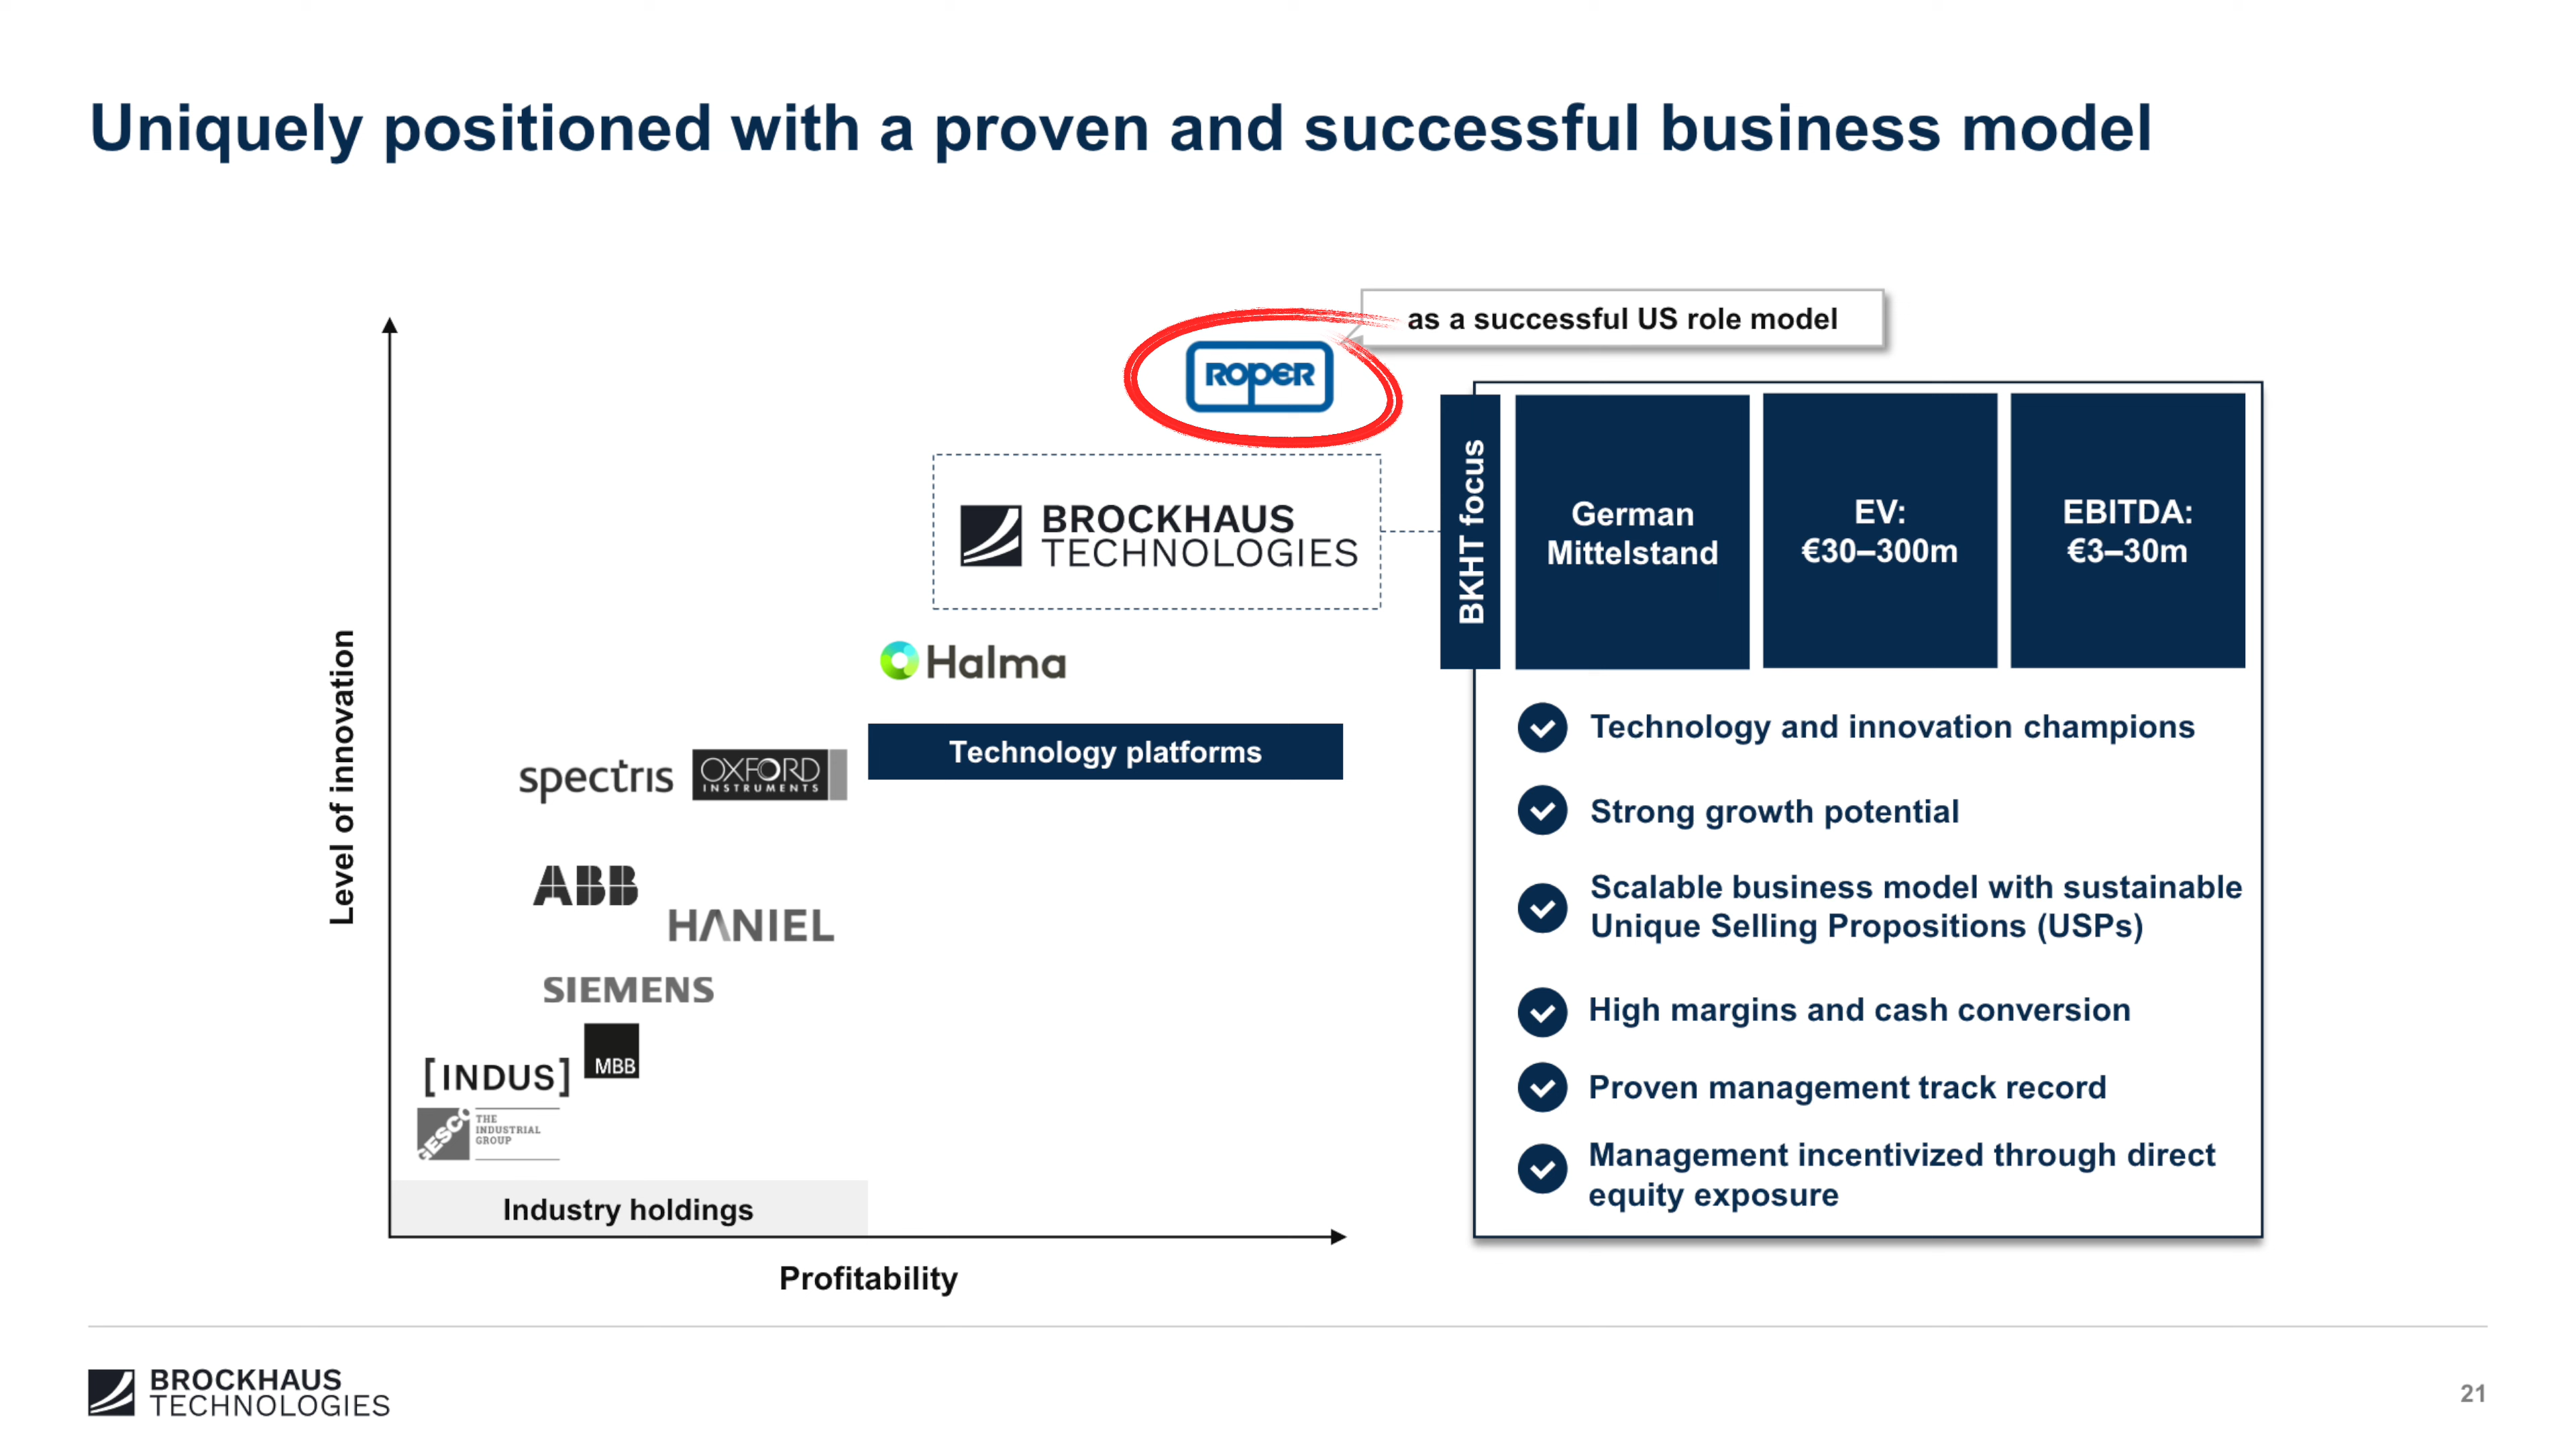 Uniquely positioned with a proven and successful business model
as a successful US role model
ROPER
BROCKHAUS
TECHNOLOGIES
Halma
Technology platforms
spectris
OXFORD
INSTRUMENTS
ABB
HANIEL
SIEMENS
MBB
[INDUS]
GESCO
THE
INDUSTRIAL
GROUP
Industry holdings
Level of innovation
Profitability
BKHT focus
German
Mittelstand
EV:
€30–300m
EBITDA:
€3–30m
Technology and innovation champions
Strong growth potential
Scalable business model with sustainable
Unique Selling Propositions (USPs)
High margins and cash conversion
Proven management track record
Management incentivized through direct
equity exposure
BROCKHAUS
TECHNOLOGIES
21